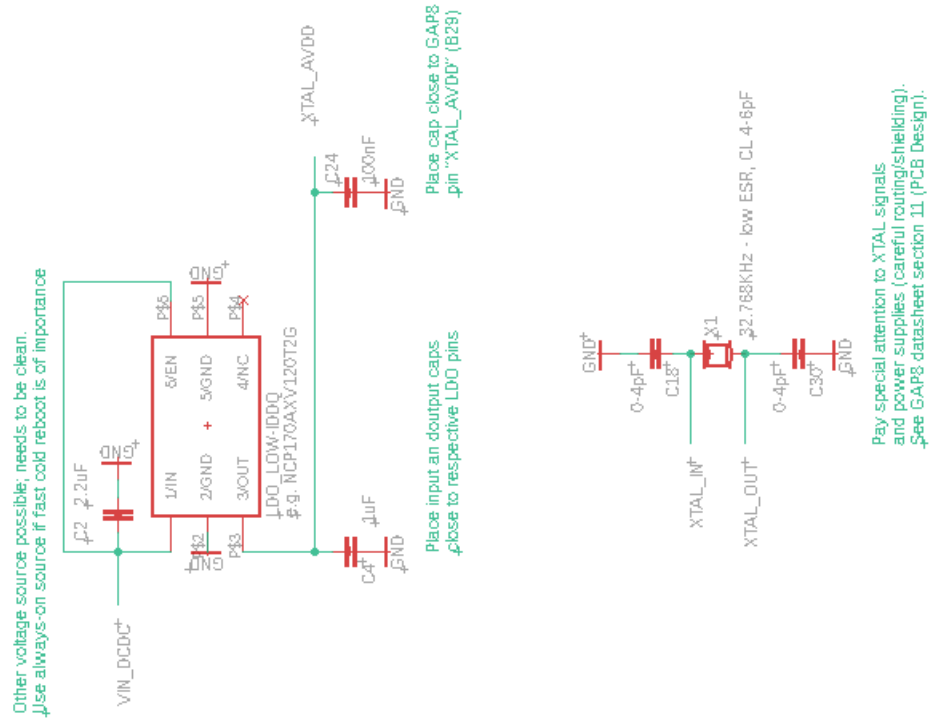 Other voltage source possible; needs to be clean.
Use always-on source if fast cold reboot is of importance
VIN_DCDC
C2
2.2uF
GND
1/IN
2/GND
3/OUT
6/EN
5/GND
4/NC
P$6
P$5
P$4
P$2
P$3
GND
GND
LDO_LOW-IDDQ
e.g. NCP170AXV120T2G
C4
1uF
GND
C24
100nF
GND
XTAL_AVDD
Place input an doutput caps
close to respective LDO pins
Place cap close to GAP8
pin "XTAL_AVDD" (B29)
GND
0-4pF
C18
X1
32.768KHz - low ESR, CL 4-6pF
0-4pF
C30
GND
XTAL_IN
XTAL_OUT
Pay special attention to XTAL signals
and power supplies (careful routing/shielding).
See GAP8 datasheet section 11 (PCB Design).